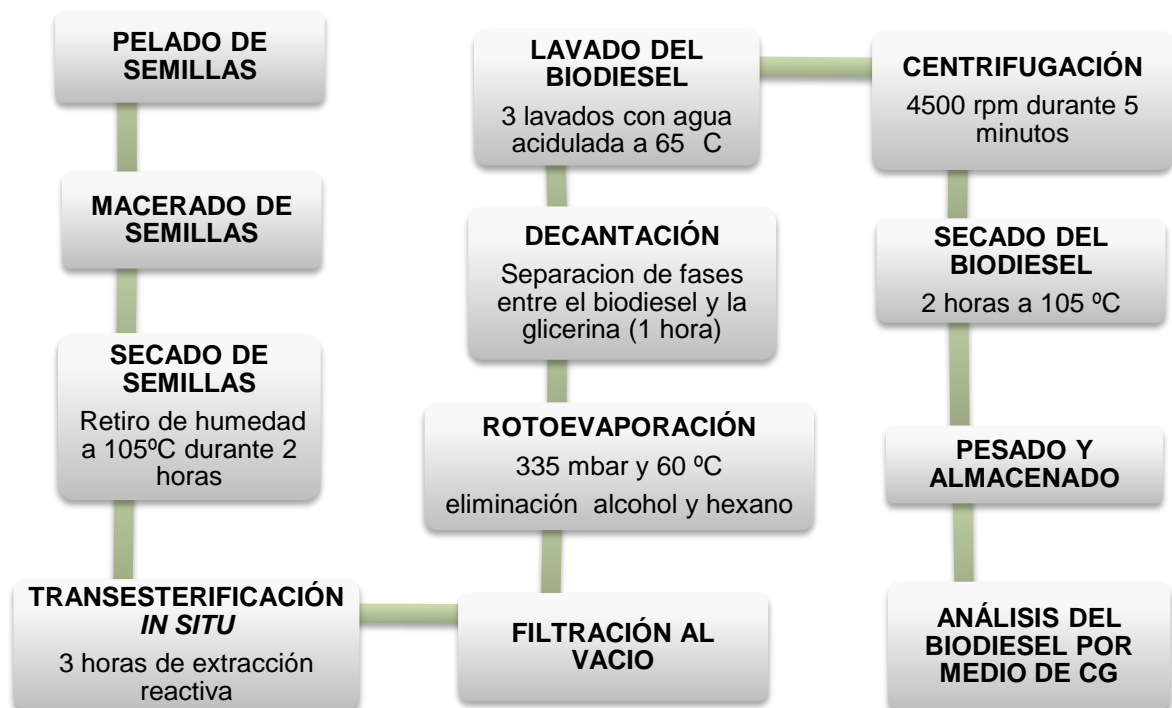 PELADO DE
SEMILLAS
MACERADO DE
SEMILLAS
SECADO DE
SEMILLAS
Retiro de humedad
a 105ºC durante 2
horas
TRANSESTERIFICACIÓN
IN SITU
3 horas de extracción
reactiva
FILTRACIÓN AL
VACIO
ROTOEVAPORACIÓN
335 mbar y 60 ºC
eliminación alcohol y hexano
DECANTACIÓN
Separacion de fases
entre el biodiesel y la
glicerina (1 hora)
LAVADO DEL
BIODIESEL
3 lavados con agua
acidulada a 65 C
CENTRIFUGACIÓN
4500 rpm durante 5
minutos
SECADO DEL
BIODIESEL
2 horas a 105 ºC
PESADO Y
ALMACENADO
ANÁLISIS DEL
BIODIESEL POR
MEDIO DE CG